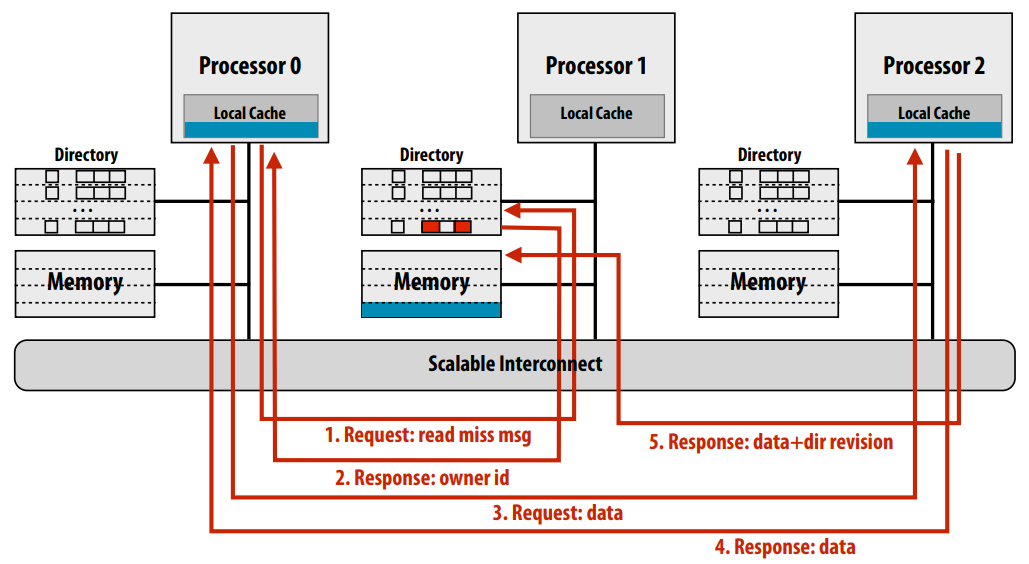 Processor 0
Processor 1
Processor 2
Local Cache
Local Cache
Local Cache
Directory
Directory
Directory
...
...
...
Memory
Memory
Memory
Scalable Interconnect
1. Request: read miss msg
5. Response: data+dir revision
2. Response: owner id
3. Request: data
4. Response: data